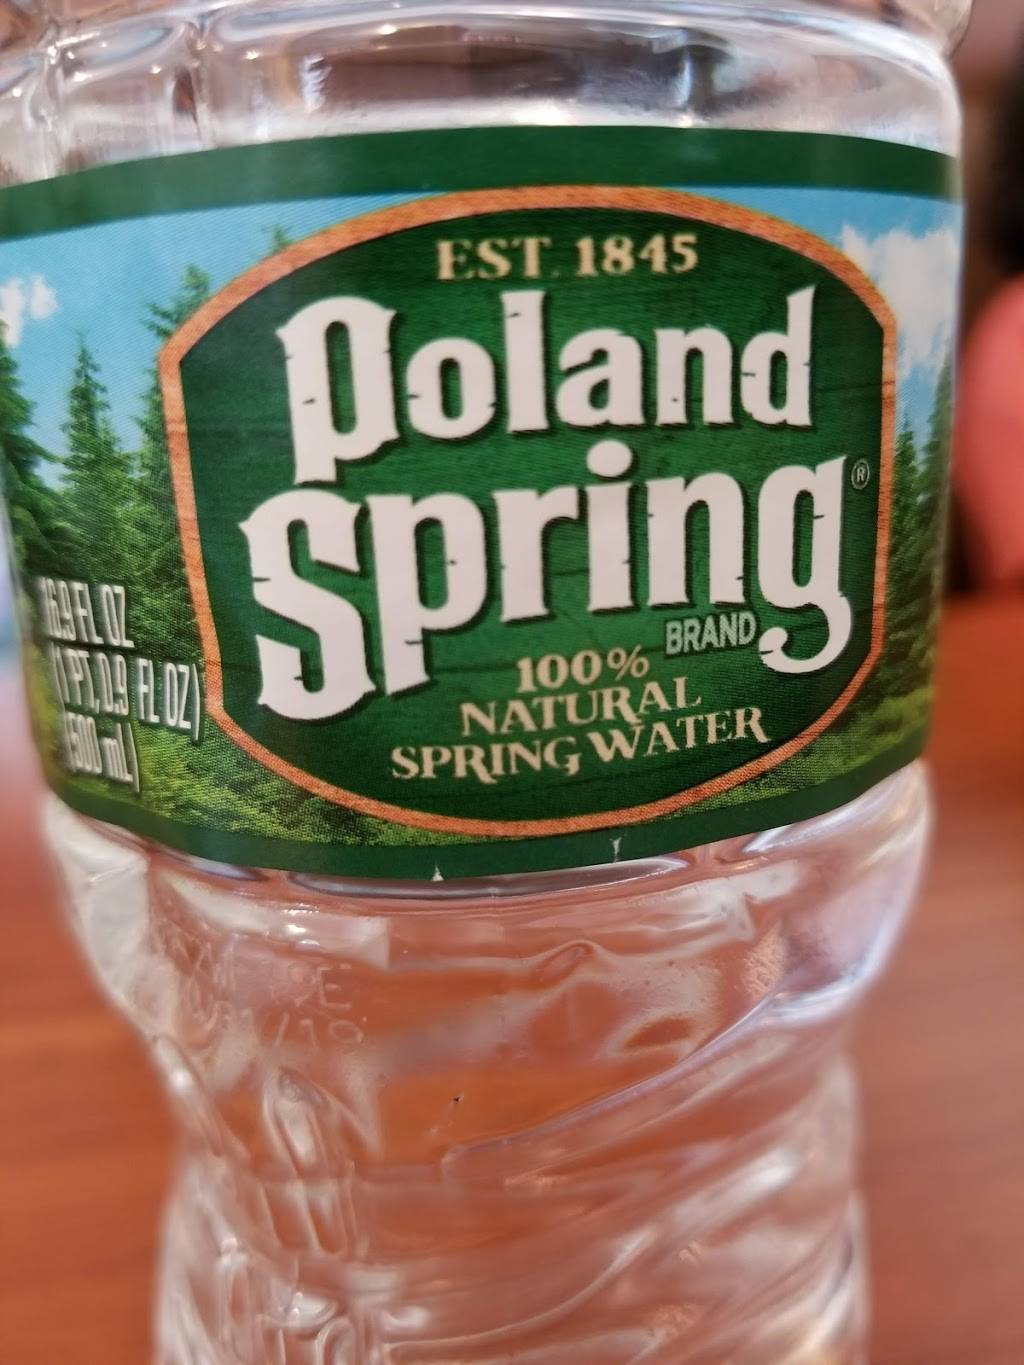 EST. 1845
Poland
Spring®
BRAND
100%
NATURAL
SPRING WATER
16.9 FL OZ
(1 PT, 0.9 FL OZ)
(500 mL)